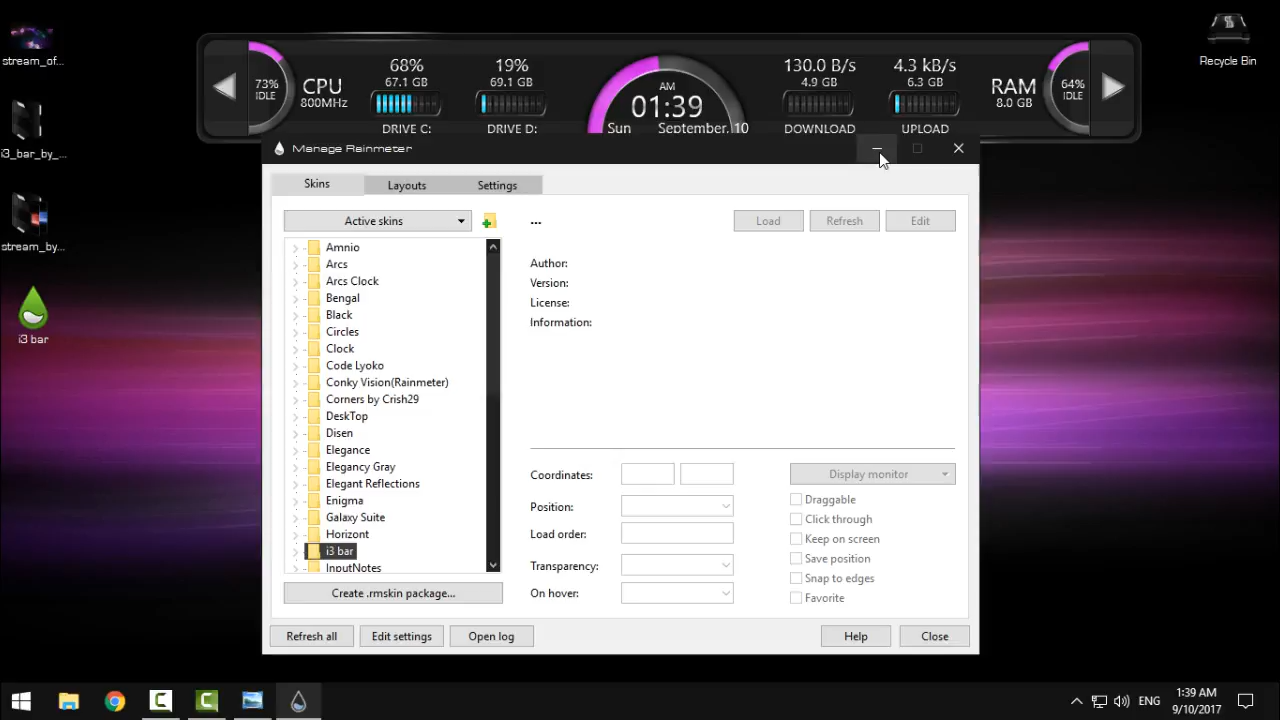 stream_of...
i3_bar_by_...
stream_by...
i3 bar
Recycle Bin
73%
IDLE
CPU
800MHz
68%
67.1 GB
DRIVE C:
19%
69.1 GB
DRIVE D:
AM
01:39
Sun September, 10
130.0 B/s
4.9 GB
DOWNLOAD
4.3 kB/s
6.3 GB
UPLOAD
RAM
8.0 GB
64%
IDLE
Manage Rainmeter
Skins Layouts Settings
Active skins
...
Load Refresh Edit
Amnio
Arcs
Arcs Clock
Bengal
Black
Circles
Clock
Code Lyoko
Conky Vision(Rainmeter)
Corners by Crish29
DeskTop
Disen
Elegance
Elegancy Gray
Elegant Reflections
Enigma
Galaxy Suite
Horizont
i3 bar
InputNotes
Author:
Version:
License:
Information:
Coordinates:
Position:
Load order:
Transparency:
On hover:
Display monitor
Draggable
Click through
Keep on screen
Save position
Snap to edges
Favorite
Create .rmskin package...
Refresh all Edit settings Open log Help Close
ENG
1:39 AM
9/10/2017